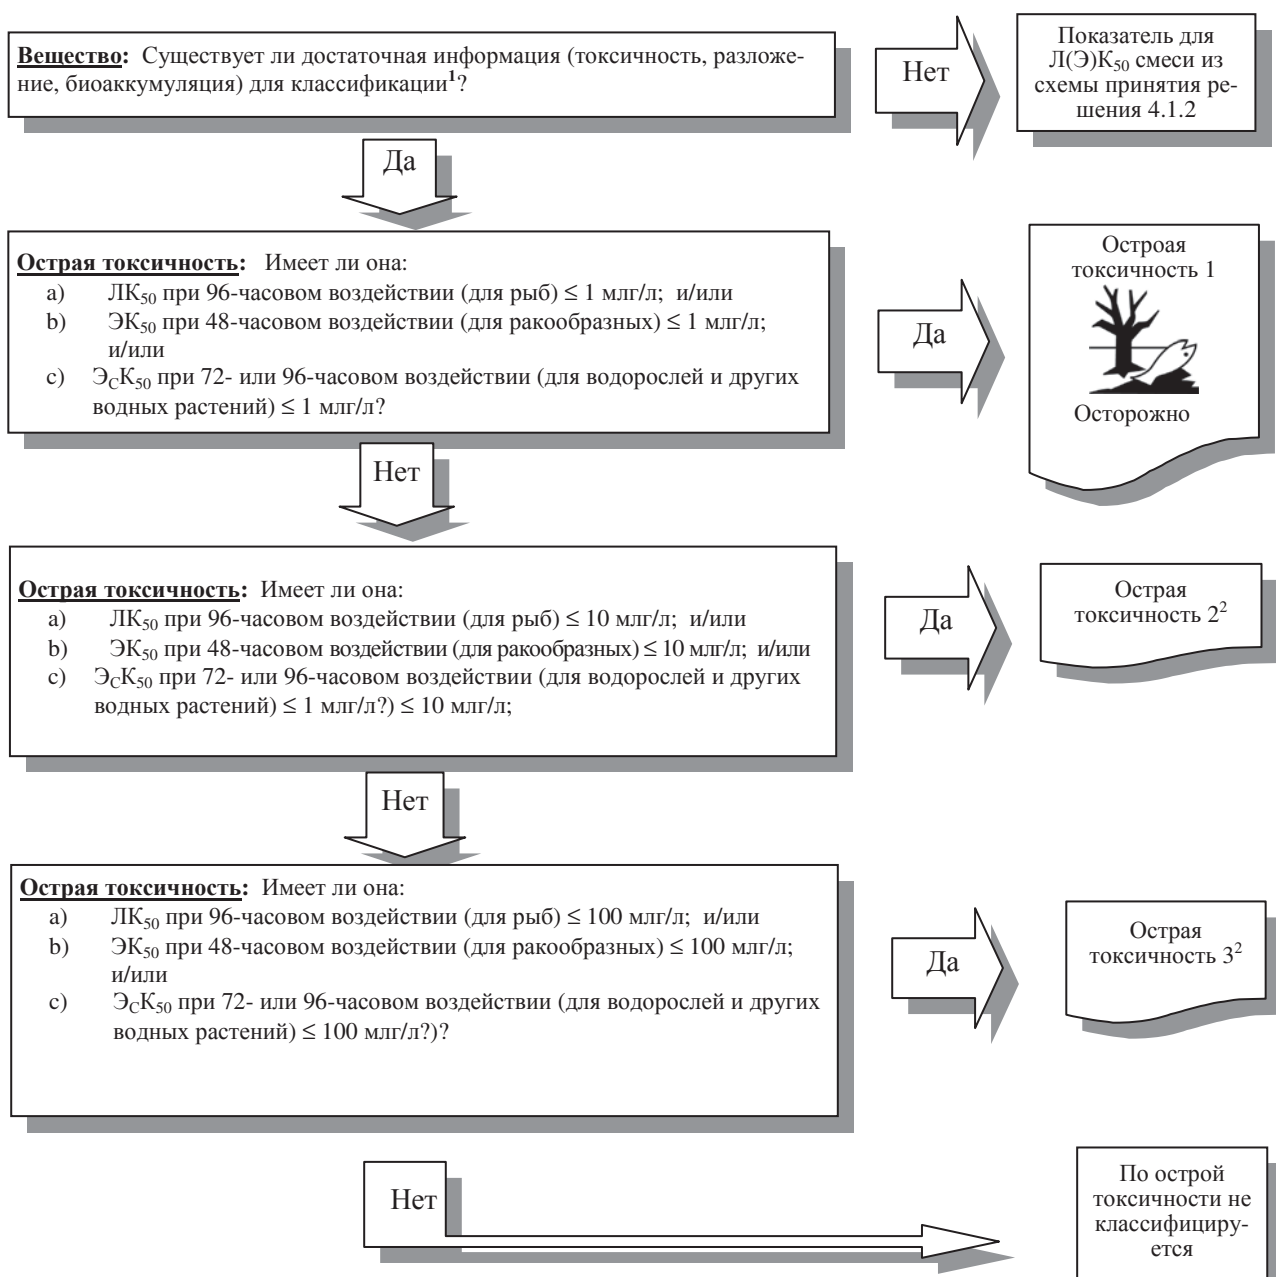 Вещество: Существует ли достаточная информация (токсичность, разложе-
ние, биоаккумуляция) для классификации¹?
Нет
Показатель для
Л(Э)К₅₀ смеси из
схемы принятия ре-
шения 4.1.2
Да
Острая токсичность: Имеет ли она:
a) ЛК₅₀ при 96-часовом воздействии (для рыб) ≤ 1 млг/л; и/или
b) ЭК₅₀ при 48-часовом воздействии (для ракообразных) ≤ 1 млг/л;
и/или
c) ЭСК₅₀ при 72- или 96-часовом воздействии (для водорослей и других
водных растений) ≤ 1 млг/л?
Да
Остроая
токсичность 1
Осторожно
Нет
Острая токсичность: Имеет ли она:
a) ЛК₅₀ при 96-часовом воздействии (для рыб) ≤ 10 млг/л; и/или
b) ЭК₅₀ при 48-часовом воздействии (для ракообразных) ≤ 10 млг/л; и/или
c) ЭСК₅₀ при 72- или 96-часовом воздействии (для водорослей и других
водных растений) ≤ 1 млг/л?) ≤ 10 млг/л;
Да
Острая
токсичность 2²
Нет
Острая токсичность: Имеет ли она:
a) ЛК₅₀ при 96-часовом воздействии (для рыб) ≤ 100 млг/л; и/или
b) ЭК₅₀ при 48-часовом воздействии (для ракообразных) ≤ 100 млг/л;
и/или
c) ЭСК₅₀ при 72- или 96-часовом воздействии (для водорослей и других
водных растений) ≤ 100 млг/л?)?
Да
Острая
токсичность 3²
Нет
По острой
токсичности не
классифициру-
ется